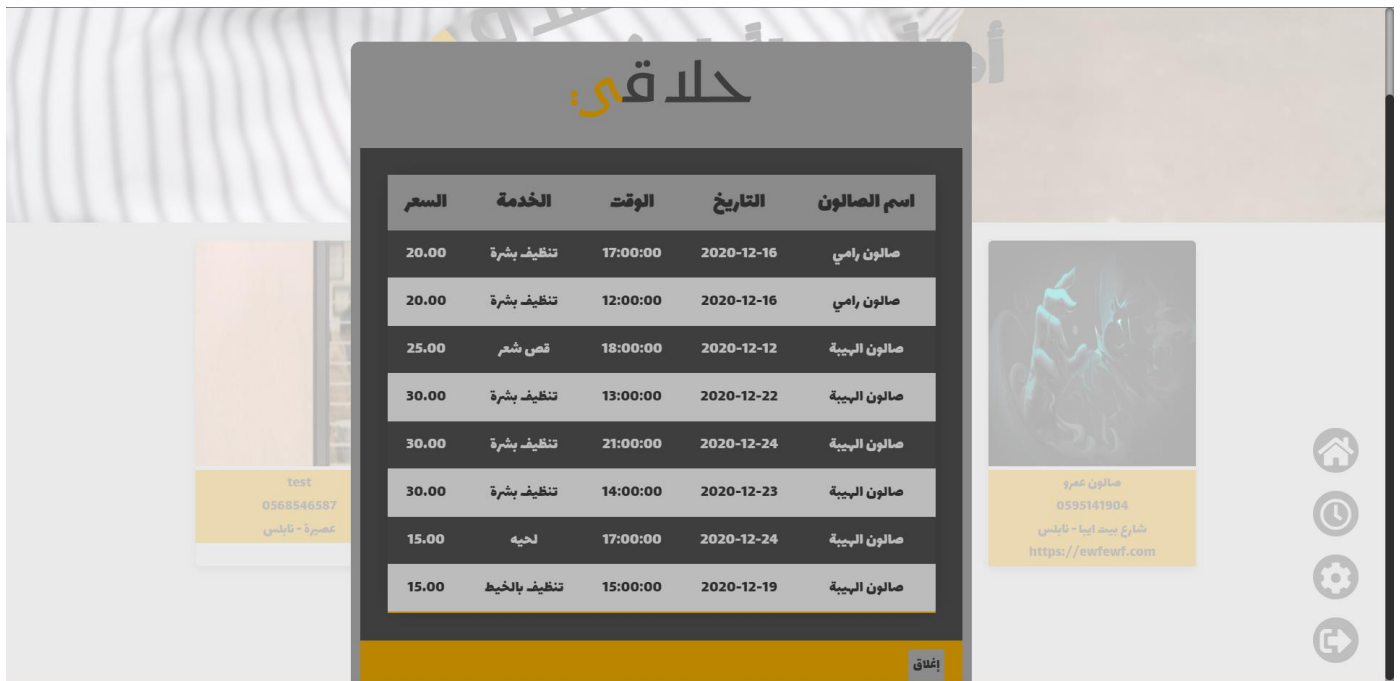 حلاقي
اسم الصالون التاريخ الوقت الخدمة السعر
صالون رامي 2020-12-16 17:00:00 تنظيف بشرة 20.00
صالون رامي 2020-12-16 12:00:00 تنظيف بشرة 20.00
صالون الهيبة 2020-12-12 18:00:00 قص شعر 25.00
صالون الهيبة 2020-12-22 13:00:00 تنظيف بشرة 30.00
صالون الهيبة 2020-12-24 21:00:00 تنظيف بشرة 30.00
صالون الهيبة 2020-12-23 14:00:00 تنظيف بشرة 30.00
صالون الهيبة 2020-12-24 17:00:00 لحيه 15.00
صالون الهيبة 2020-12-19 15:00:00 تنظيف بالخيط 15.00
إغلاق
صالون عمرو
0595141904
شارع بيت ايبا - نابلس
https://ewfewf.com
test
0568546587
عصيرة - نابلس